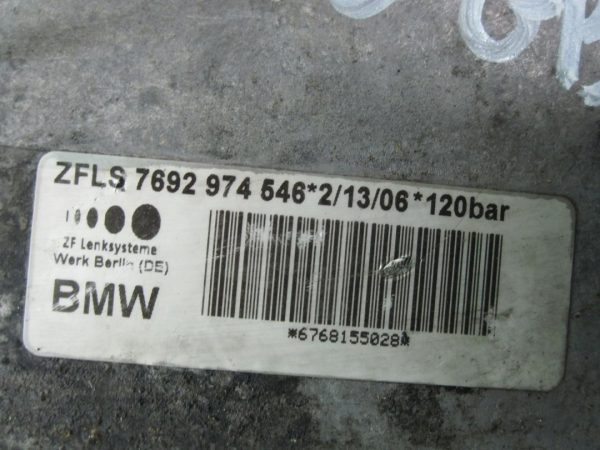 ZFLS 7692 974 546*2/13/06*120bar
ZF Lenksysteme
Werk Berlin (DE)
BMW
*6768155028*